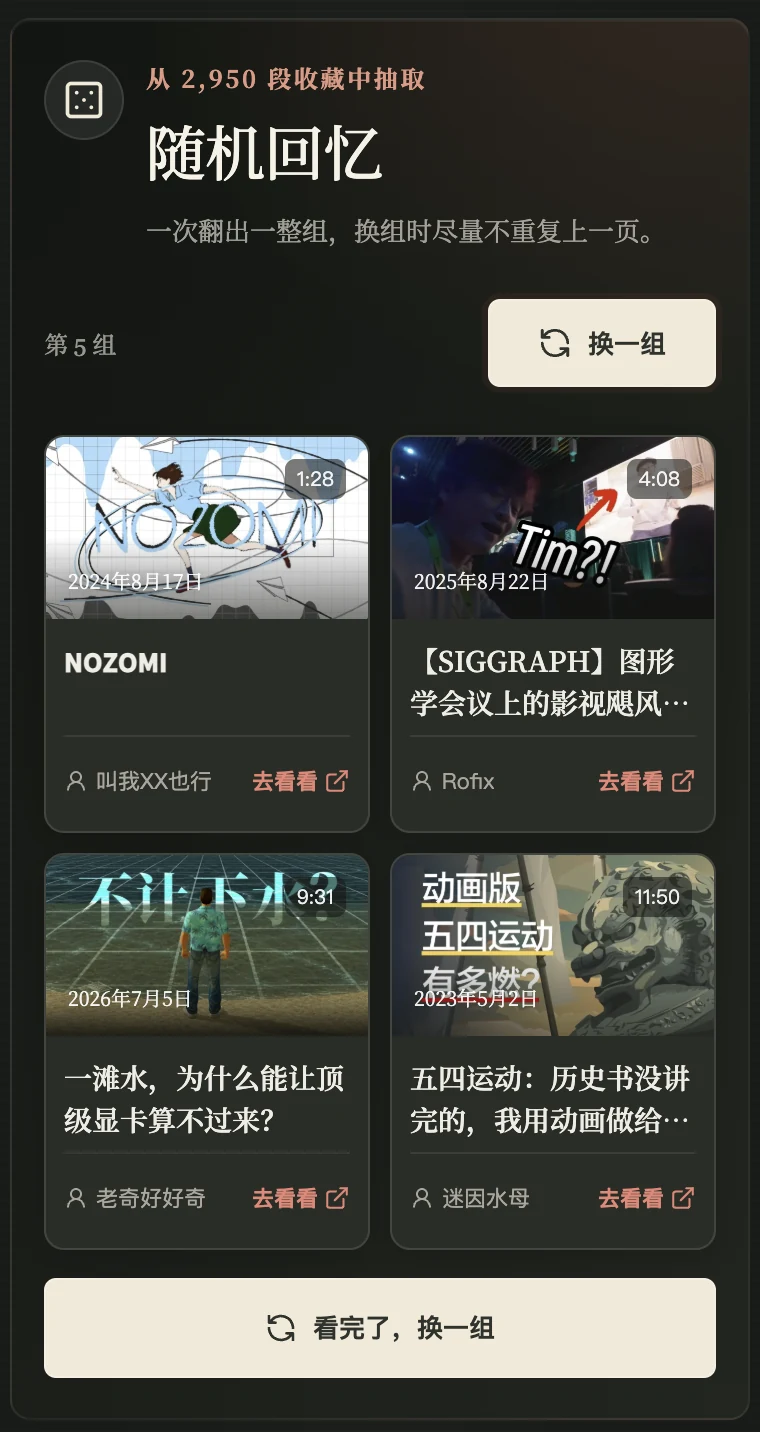 从 2,950 段收藏中抽取
随机回忆
一次翻出一整组，换组时尽量不重复上一页。
第 5 组
换一组
NOZOMI
1:28
2024年8月17日
NOZOMI
叫我XX也行
去看看
4:08
Tim?!
2025年8月22日
【SIGGRAPH】图形
学会议上的影视飓风…
Rofix
去看看
不让下水？
9:31
2026年7月5日
一滩水，为什么能让顶
级显卡算不过来？
老奇好好奇
去看看
动画版
11:50
五四运动
有多燃?
2023年5月2日
五四运动：历史书没讲
完的，我用动画做给…
迷因水母
去看看
看完了，换一组